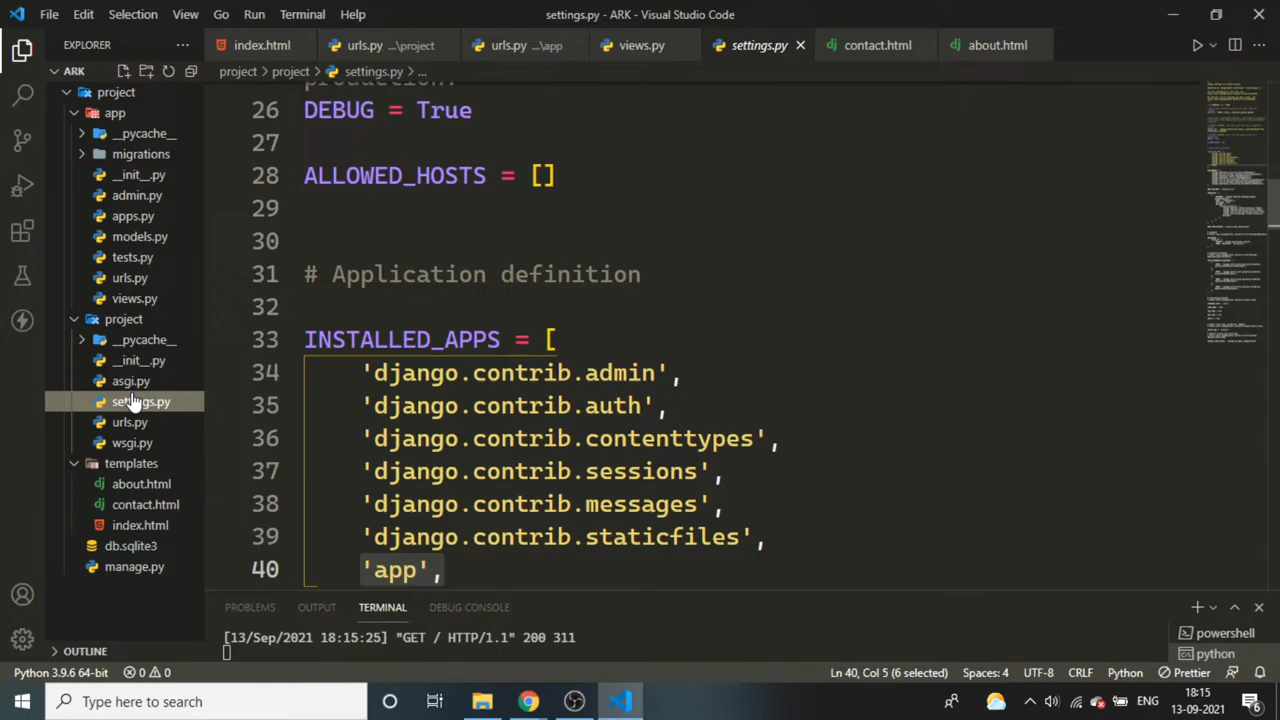 File Edit Selection View Go Run Terminal Help
settings.py - ARK - Visual Studio Code
EXPLORER
index.html
urls.py ...\project
urls.py ...\app
views.py
settings.py
contact.html
about.html
ARK
project > project > settings.py > ...
project
app
__pycache__
migrations
__init__.py
admin.py
apps.py
models.py
tests.py
urls.py
views.py
project
__pycache__
__init__.py
asgi.py
settings.py
urls.py
wsgi.py
templates
about.html
contact.html
index.html
db.sqlite3
manage.py
OUTLINE
production!
26 DEBUG = True
27
28 ALLOWED_HOSTS = []
29
30
31 # Application definition
32
33 INSTALLED_APPS = [
34 'django.contrib.admin',
35 'django.contrib.auth',
36 'django.contrib.contenttypes',
37 'django.contrib.sessions',
38 'django.contrib.messages',
39 'django.contrib.staticfiles',
40 'app',
PROBLEMS OUTPUT TERMINAL DEBUG CONSOLE
[13/Sep/2021 18:15:25] "GET / HTTP/1.1" 200 311
powershell
python
Python 3.9.6 64-bit 0 0
Ln 40, Col 5 (6 selected) Spaces: 4 UTF-8 CRLF Python Prettier
Type here to search
ENG
18:15
13-09-2021
6